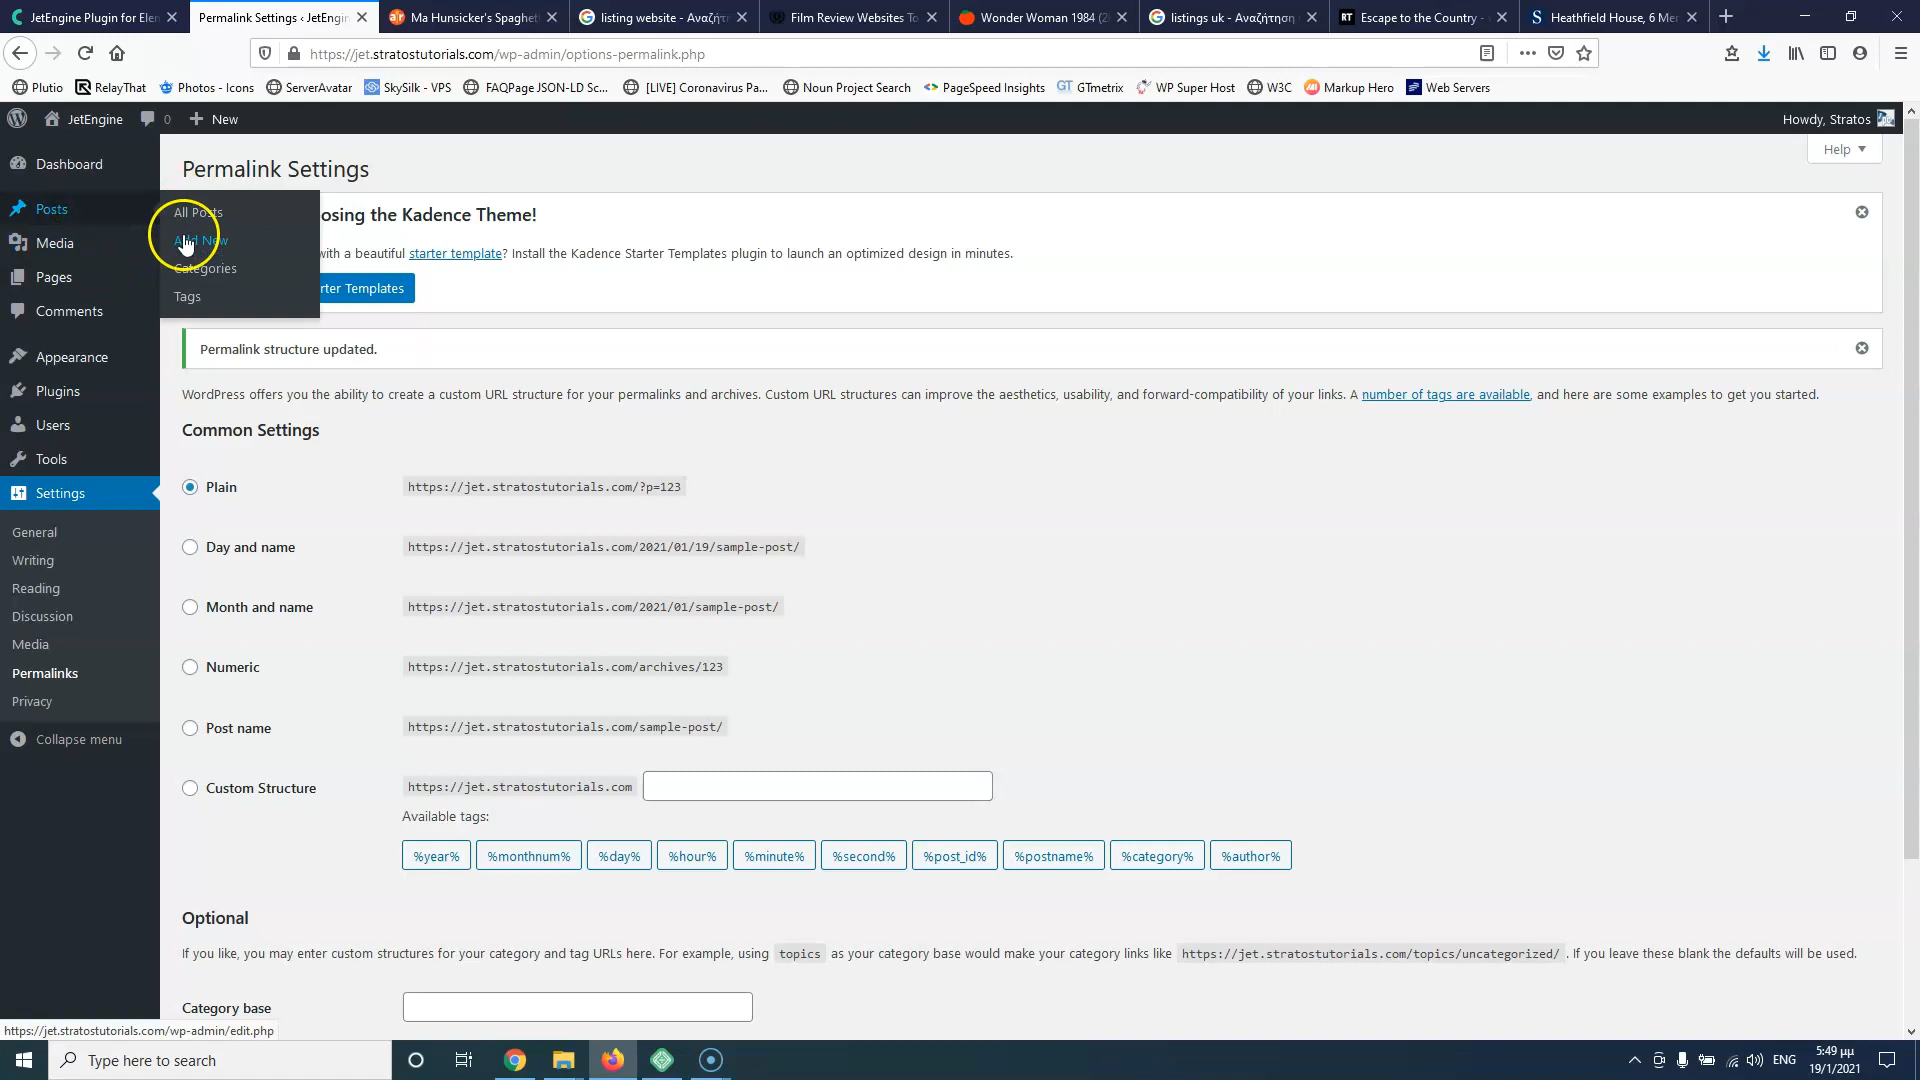 JetEngine Plugin for Elem
Permalink Settings ‹ JetEngin
Ma Hunsicker's Spaghet
listing website - Αναζήτη
Film Review Websites To
Wonder Woman 1984 (2
listings uk - Αναζήτηση
Escape to the Country -
Heathfield House, 6 Me
https://jet.stratostutorials.com/wp-admin/options-permalink.php
Plutio
RelayThat
Photos - Icons
ServerAvatar
SkySilk - VPS
FAQPage JSON-LD Sc...
[LIVE] Coronavirus Pa...
Noun Project Search
PageSpeed Insights
GTmetrix
WP Super Host
W3C
Markup Hero
Web Servers
JetEngine
0
New
Howdy, Stratos
Dashboard
Posts
Media
Pages
Comments
Appearance
Plugins
Users
Tools
Settings
General
Writing
Reading
Discussion
Media
Permalinks
Privacy
Collapse menu
All Posts
Add New
Categories
Tags
Help
Permalink Settings
osing the Kadence Theme!
with a beautiful starter template? Install the Kadence Starter Templates plugin to launch an optimized design in minutes.
rter Templates
Permalink structure updated.
WordPress offers you the ability to create a custom URL structure for your permalinks and archives. Custom URL structures can improve the aesthetics, usability, and forward-compatibility of your links. A number of tags are available, and here are some examples to get you started.
Common Settings
Plain https://jet.stratostutorials.com/?p=123
Day and name https://jet.stratostutorials.com/2021/01/19/sample-post/
Month and name https://jet.stratostutorials.com/2021/01/sample-post/
Numeric https://jet.stratostutorials.com/archives/123
Post name https://jet.stratostutorials.com/sample-post/
Custom Structure https://jet.stratostutorials.com
Available tags:
%year% %monthnum% %day% %hour% %minute% %second% %post_id% %postname% %category% %author%
Optional
If you like, you may enter custom structures for your category and tag URLs here. For example, using topics as your category base would make your category links like https://jet.stratostutorials.com/topics/uncategorized/ . If you leave these blank the defaults will be used.
Category base
https://jet.stratostutorials.com/wp-admin/edit.php
Type here to search
ENG
5:49 μμ
19/1/2021